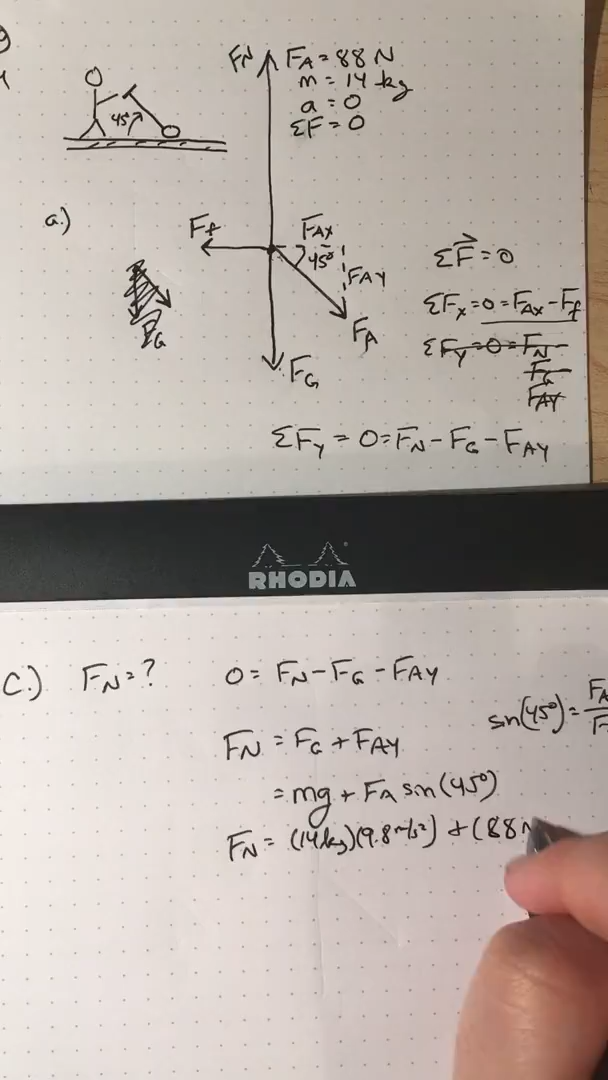 FN
FA = 88 N
m = 14 kg
a = 0
ΣF = 0
45°
a.)
Ff
FAX
45°
FAY
FA
FG
FG
ΣF = 0
ΣFx = 0 = FAx - Ff
ΣFY = 0 = FN -
FG -
FAY
ΣFY = 0 = FN - FG - FAY
RHODIA
C.) FN = ? 0 = FN - FG - FAY
sin(45°) = FA
F
FN = FG + FAY
= mg + FA sin(45°)
FN = (14kg)(9.8 m/s²) + (88 N